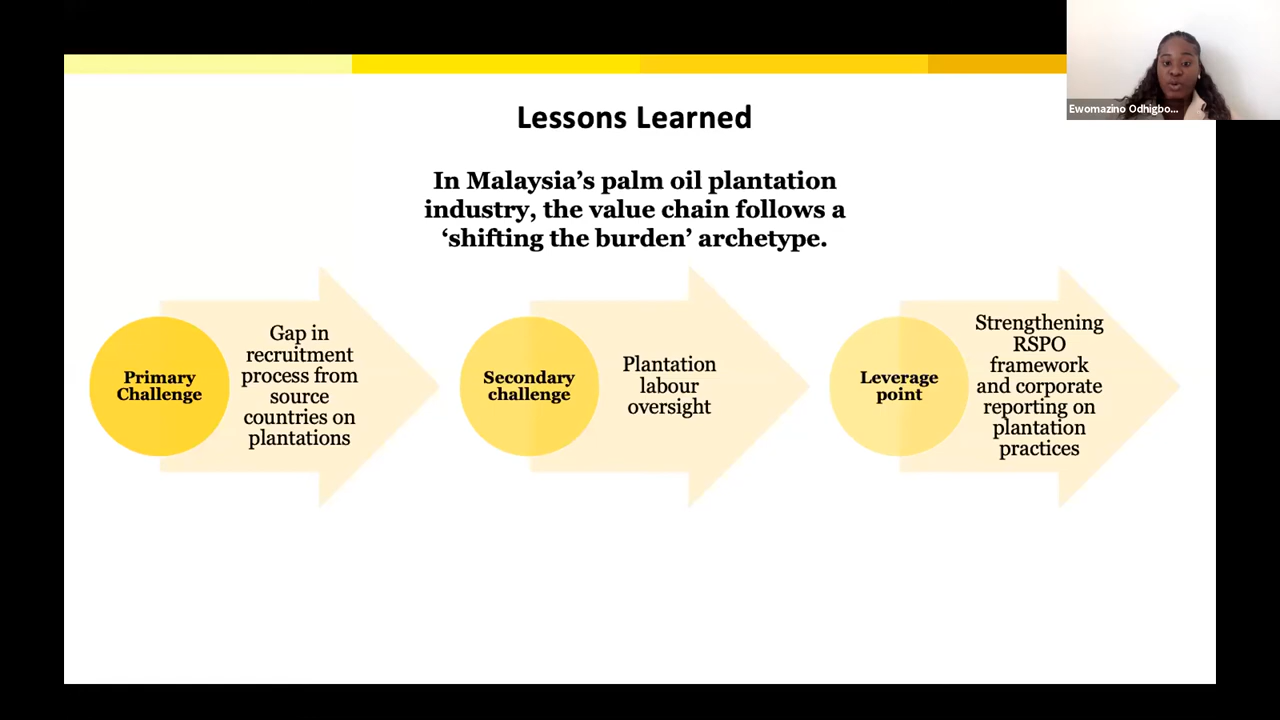 Ewomazino Odhigbo...
Lessons Learned
In Malaysia’s palm oil plantation
industry, the value chain follows a
‘shifting the burden’ archetype.
Primary
Challenge
Gap in
recruitment
process from
source
countries on
plantations
Secondary
challenge
Plantation
labour
oversight
Leverage
point
Strengthening
RSPO
framework
and corporate
reporting on
plantation
practices